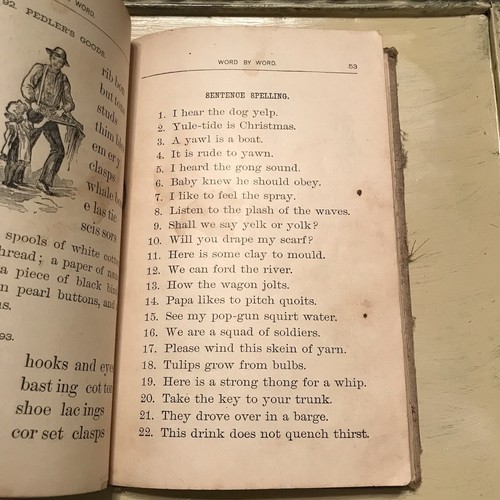 92. PEDLER'S GOODS.
WORD.
rib bon
but tons
studs
thim bles
em er y
clasps
whale bone
e las tic
scis sors
spools of white cotton
thread; a paper of
a piece of black
pearl buttons, and
93.
hooks and eyes
bast ing cot ton
shoe lac ings
cor set clasps
WORD BY WORD. 53
SENTENCE SPELLING.
1. I hear the dog yelp.
2. Yule-tide is Christmas.
3. A yawl is a boat.
4. It is rude to yawn.
5. I heard the gong sound.
6. Baby knew he should obey.
7. I like to feel the spray.
8. Listen to the plash of the waves.
9. Shall we say yelk or yolk?
10. Will you drape my scarf?
11. Here is some clay to mould.
12. We can ford the river.
13. How the wagon jolts.
14. Papa likes to pitch quoits.
15. See my pop-gun squirt water.
16. We are a squad of soldiers.
17. Please wind this skein of yarn.
18. Tulips grow from bulbs.
19. Here is a strong thong for a whip.
20. Take the key to your trunk.
21. They drove over in a barge.
22. This drink does not quench thirst.